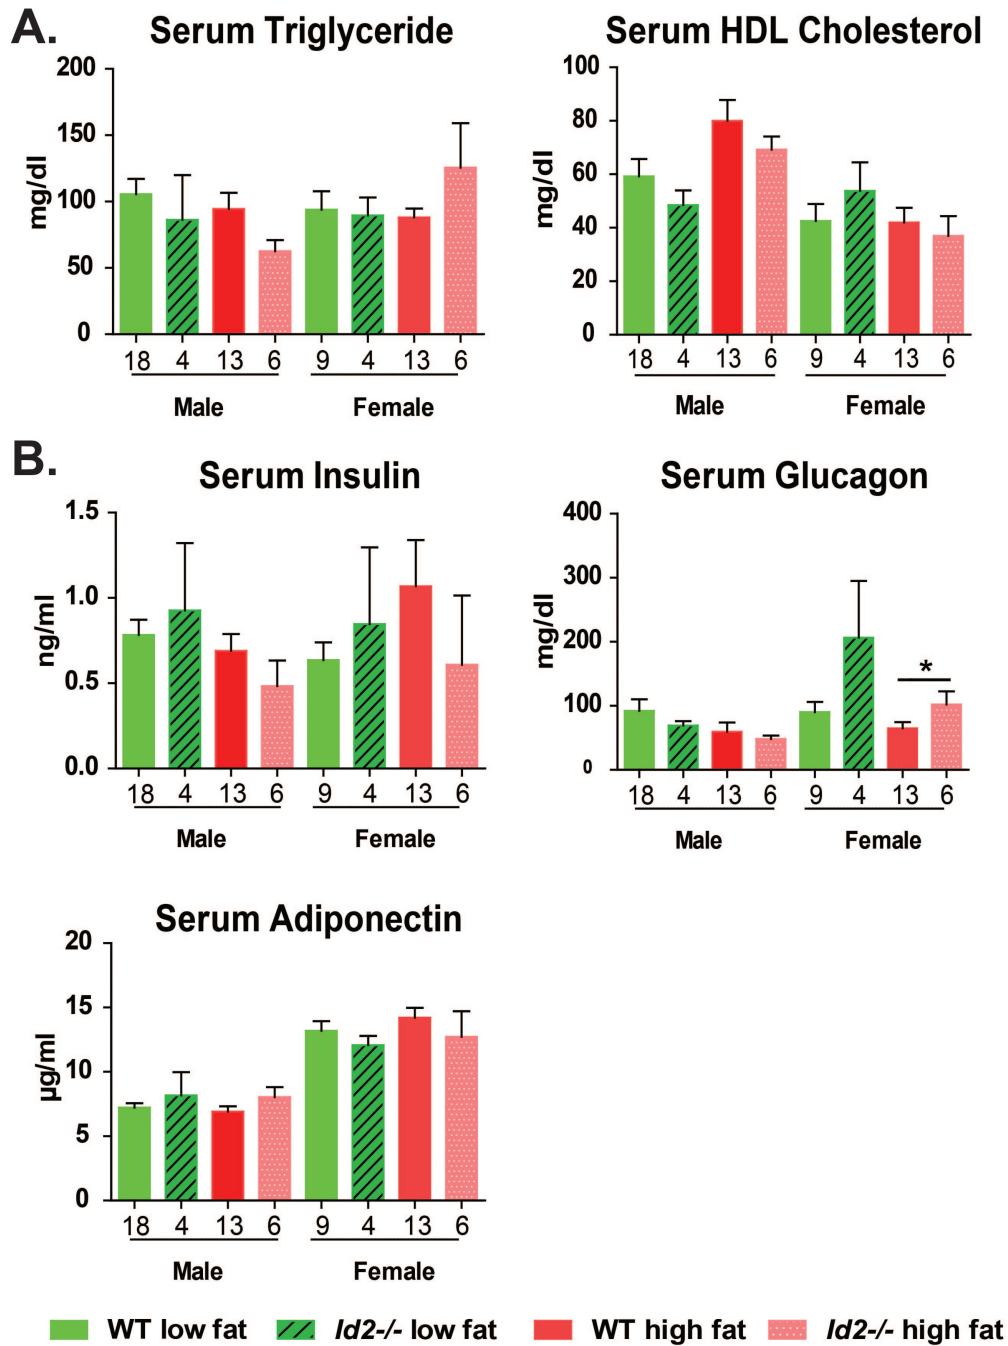 A.
Serum Triglyceride
mg/dl
200
150
100
50
0
18 4 13 6 9 4 13 6
Male Female
Serum HDL Cholesterol
mg/dl
100
80
60
40
20
0
18 4 13 6 9 4 13 6
Male Female
B.
Serum Insulin
ng/ml
1.5
1.0
0.5
0.0
18 4 13 6 9 4 13 6
Male Female
Serum Glucagon
mg/dl
400
300
200
100
0
*
18 4 13 6 9 4 13 6
Male Female
Serum Adiponectin
µg/ml
20
15
10
5
0
18 4 13 6 9 4 13 6
Male Female
WT low fat Id2-/- low fat WT high fat Id2-/- high fat